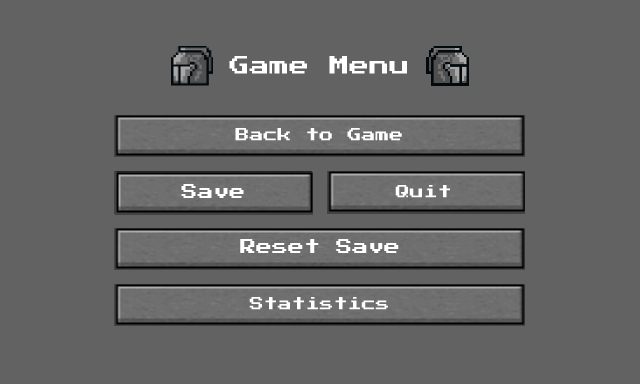 Game Menu
Back to Game
Save
Quit
Reset Save
Statistics